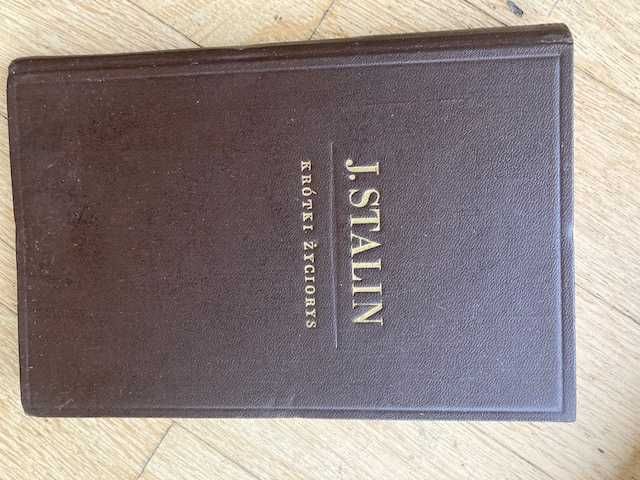 J. STALIN
KRÓTKI ŻYCIORYS